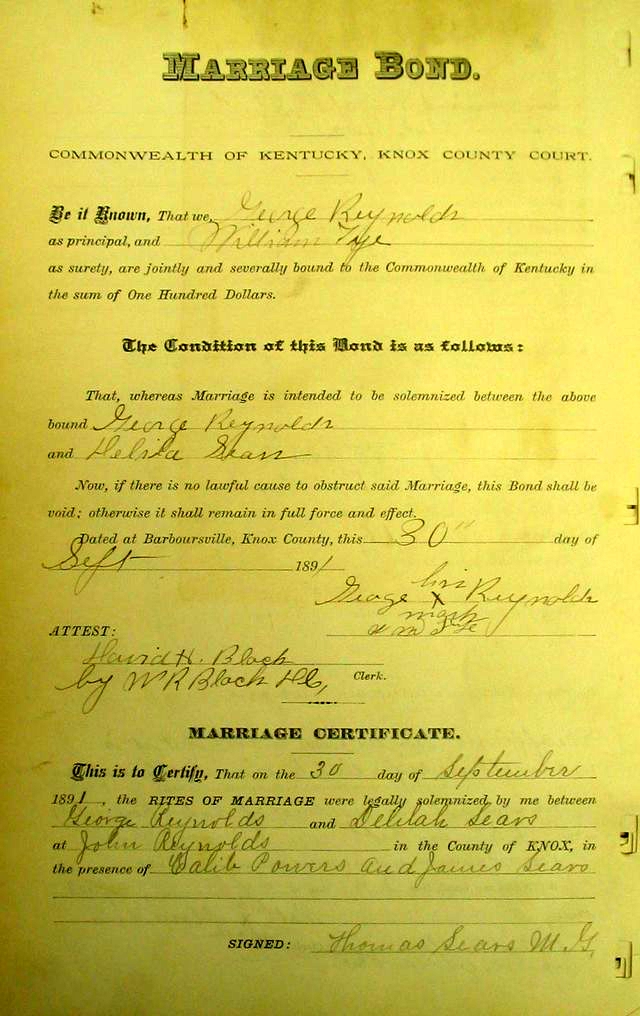 MARRIAGE BOND.
COMMONWEALTH OF KENTUCKY, KNOX COUNTY COURT.
Be it Known, That we, George Reynolds
as principal, and William Tye
as surety, are jointly and severally bound to the Commonwealth of Kentucky in
the sum of One Hundred Dollars.
The Condition of this Bond is as follows:
That, whereas Marriage is intended to be solemnized between the above
bound George Reynolds
and Delila Sears
Now, if there is no lawful cause to obstruct said Marriage, this Bond shall be
void; otherwise it shall remain in full force and effect.
Dated at Barboursville, Knox County, this 30" day of
Sept 1891
his
George X Reynolds
mark
ATTEST: Wm Tye
David H. Black
by W R Black DC, Clerk.
MARRIAGE CERTIFICATE.
This is to Certify, That on the 30 day of September
1891, the RITES OF MARRIAGE were legally solemnized by me between
George Reynolds and Delilah Sears
at John Reynolds in the County of KNOX, in
the presence of Calib Powers and James Sears
SIGNED: Thomas Sears M. G.